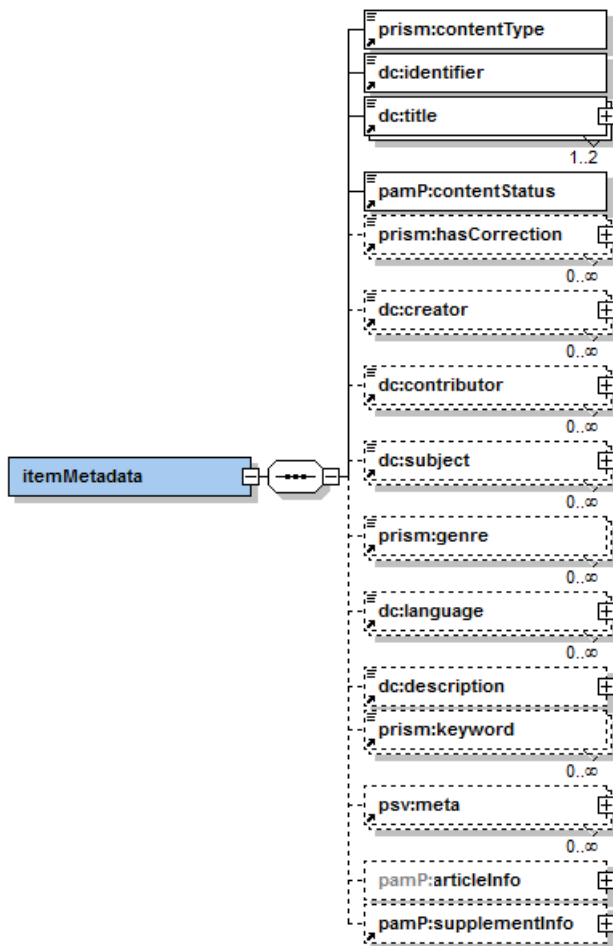 prism:contentType
dc:identifier
dc:title
1..2
pamP:contentStatus
prism:hasCorrection
0..∞
dc:creator
0..∞
dc:contributor
0..∞
itemMetadata
dc:subject
0..∞
prism:genre
0..∞
dc:language
0..∞
dc:description
prism:keyword
0..∞
psv:meta
0..∞
pamP:articleInfo
pamP:supplementInfo